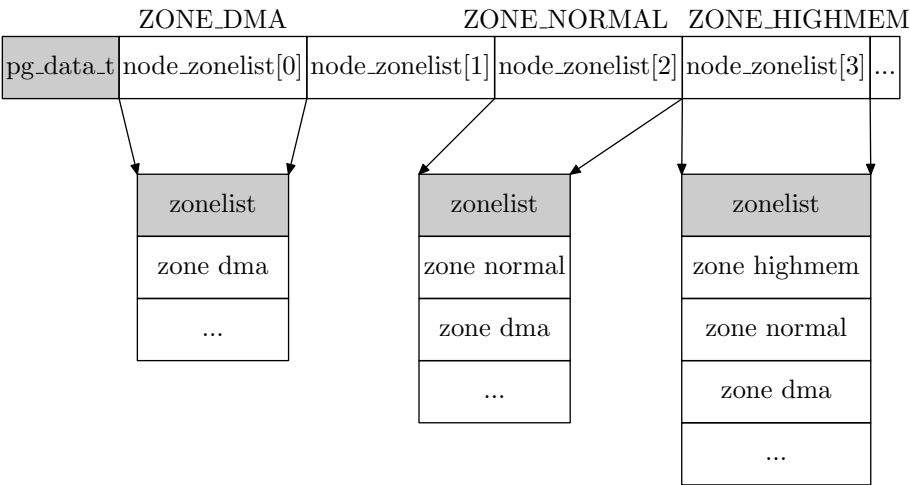 ZONE_DMA ZONE_NORMAL ZONE_HIGHMEM
pg_data_t node_zonelist[0] node_zonelist[1] node_zonelist[2] node_zonelist[3] ...
zonelist
zone dma
...
zonelist
zone normal
zone dma
...
zonelist
zone highmem
zone normal
zone dma
...